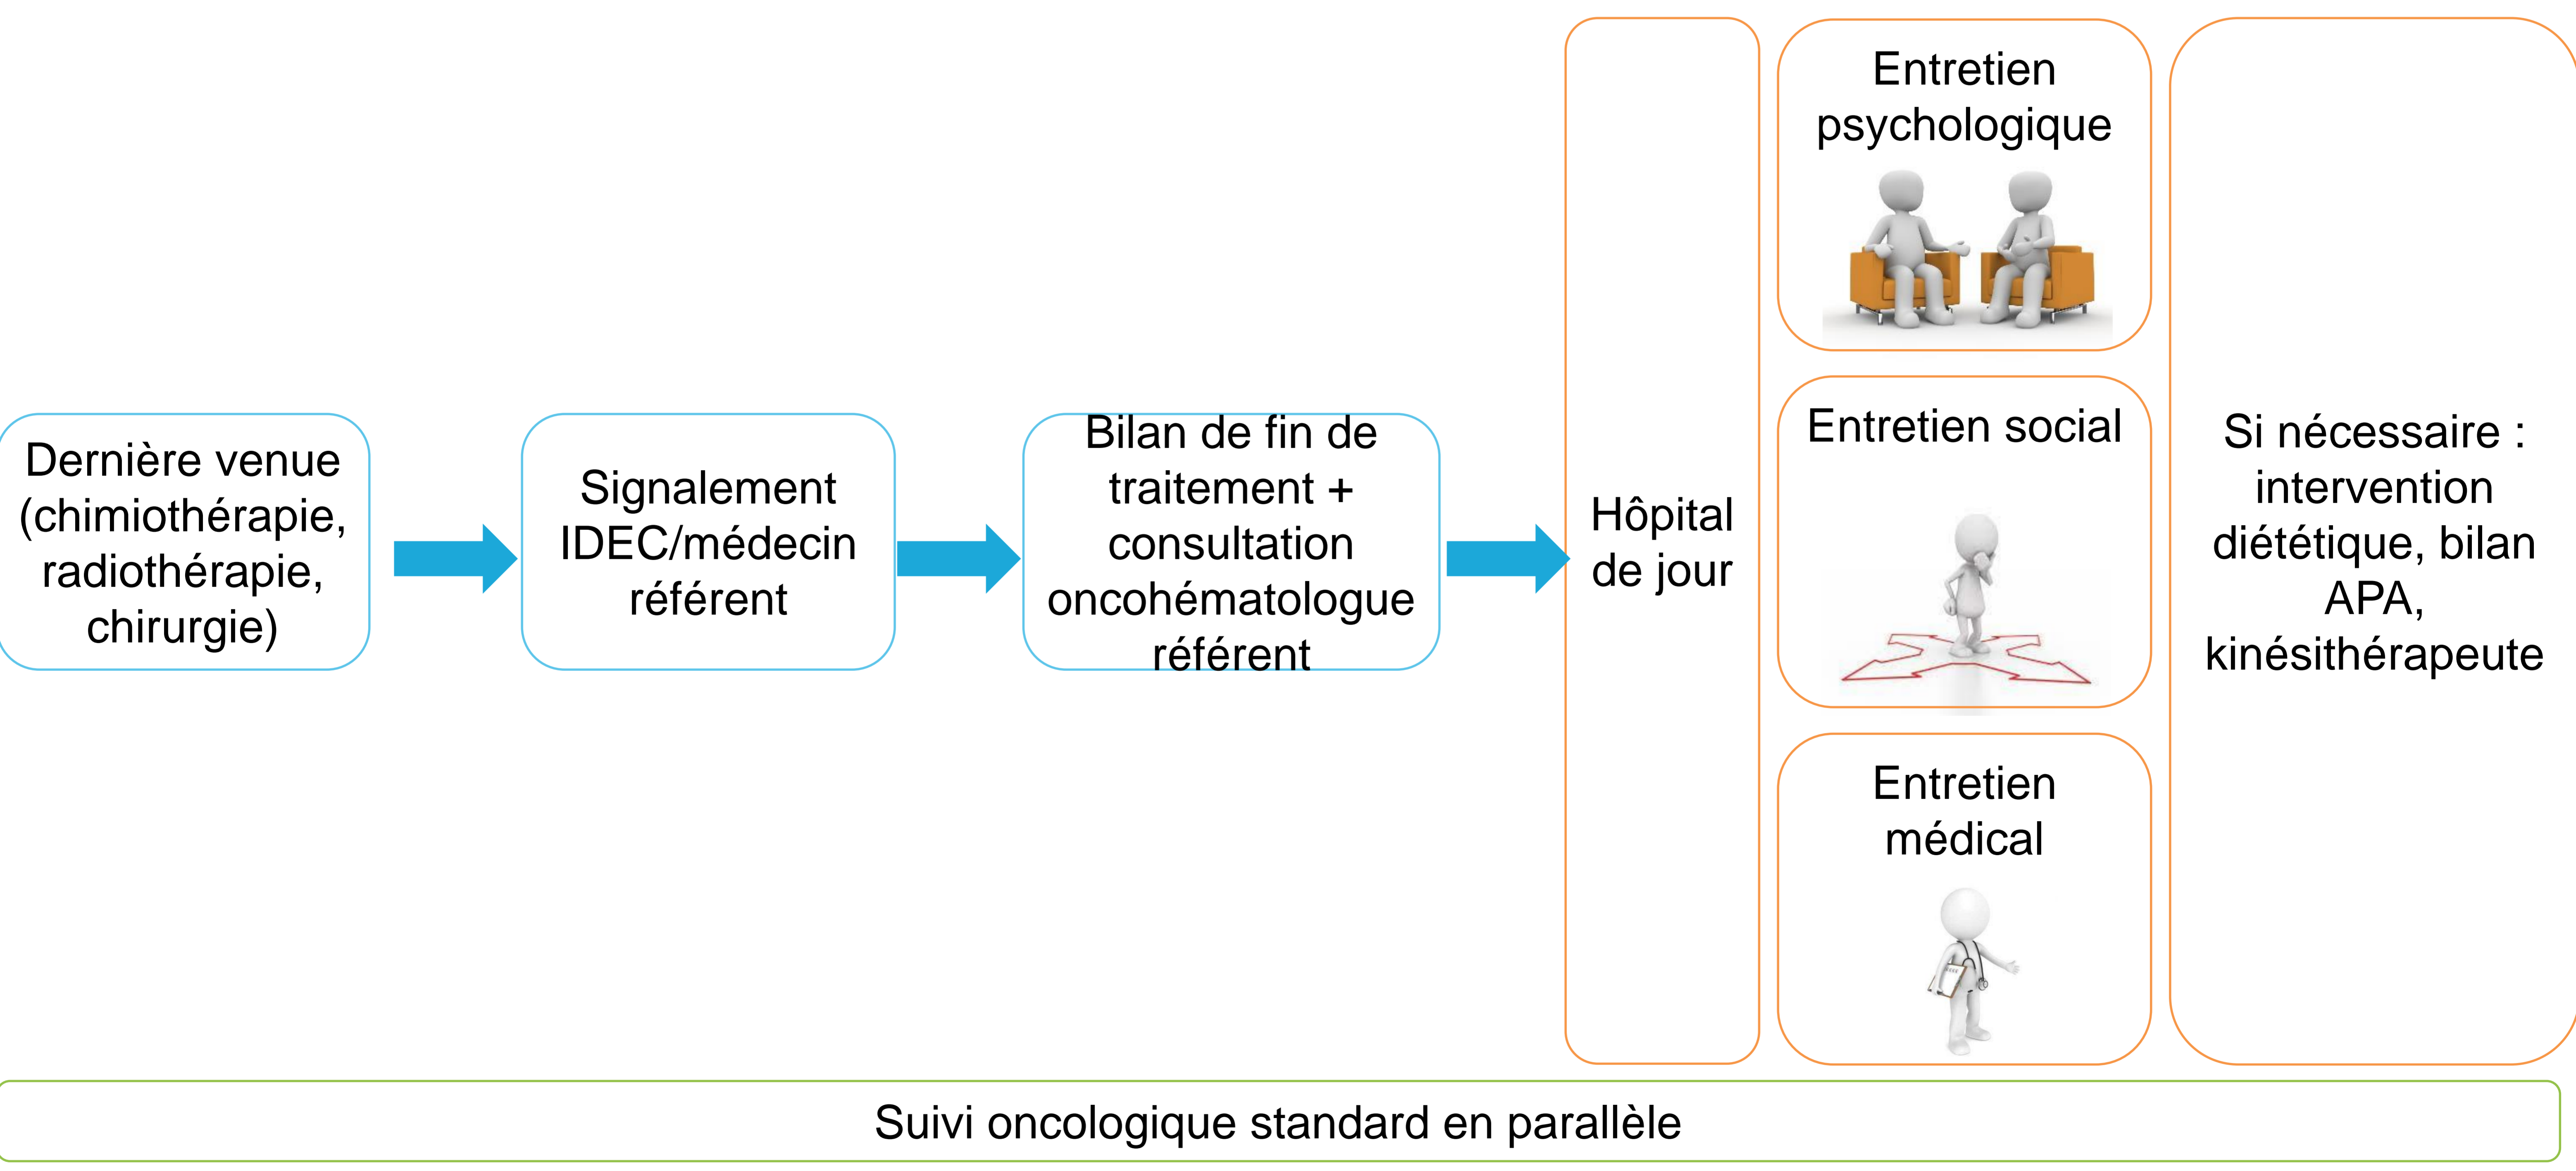 Dernière venue
(chimiothérapie,
radiothérapie,
chirurgie)
Signalement
IDEC/médecin
référent
Bilan de fin de
traitement +
consultation
oncohématologue
référent
Hôpital
de jour
Entretien
psychologique
Entretien social
Entretien
médical
Si nécessaire :
intervention
diététique, bilan
APA,
kinésithérapeute
Suivi oncologique standard en parallèle